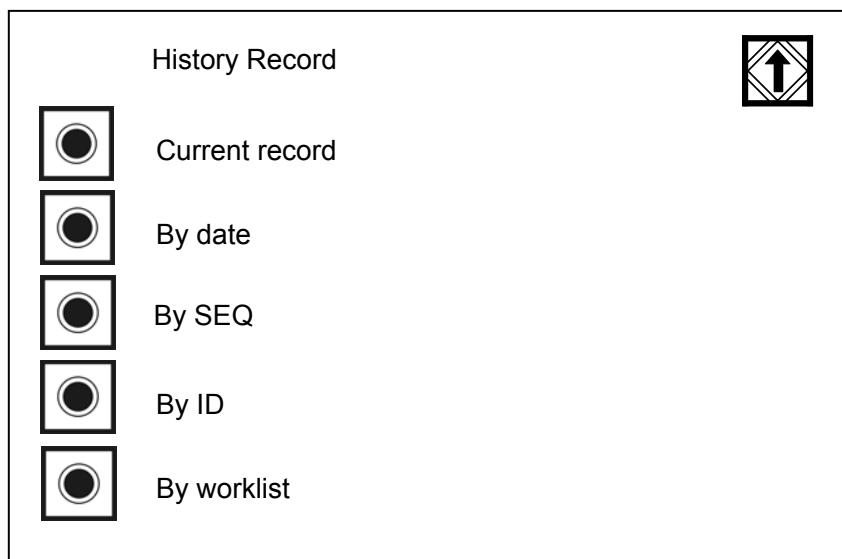 History Record
Current record
By date
By SEQ
By ID
By worklist